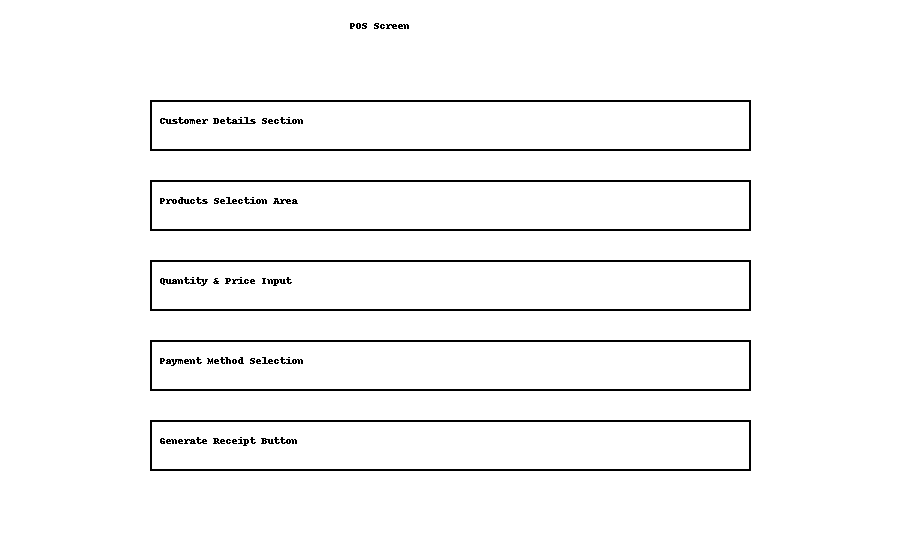 POS Screen
Customer Details Section
Products Selection Area
Quantity & Price Input
Payment Method Selection
Generate Receipt Button